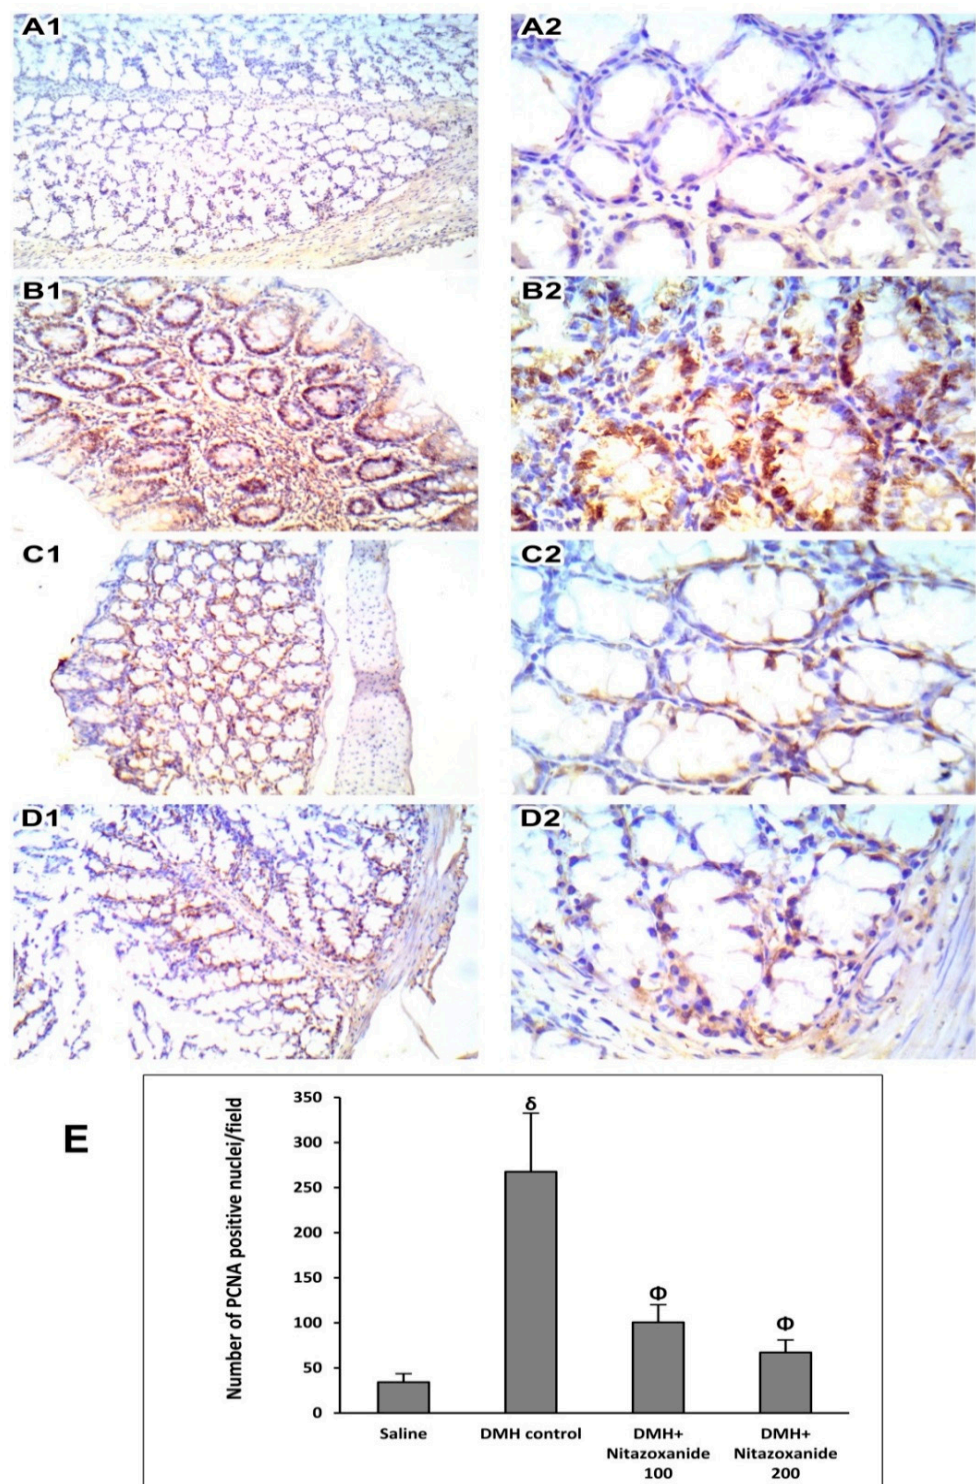 A1
A2
B1
B2
C1
C2
D1
D2
E
Number of PCNA positive nuclei/field
350
300
250
200
150
100
50
0
δ
Φ
Φ
Saline
DMH control
DMH+
Nitazoxanide
100
DMH+
Nitazoxanide
200